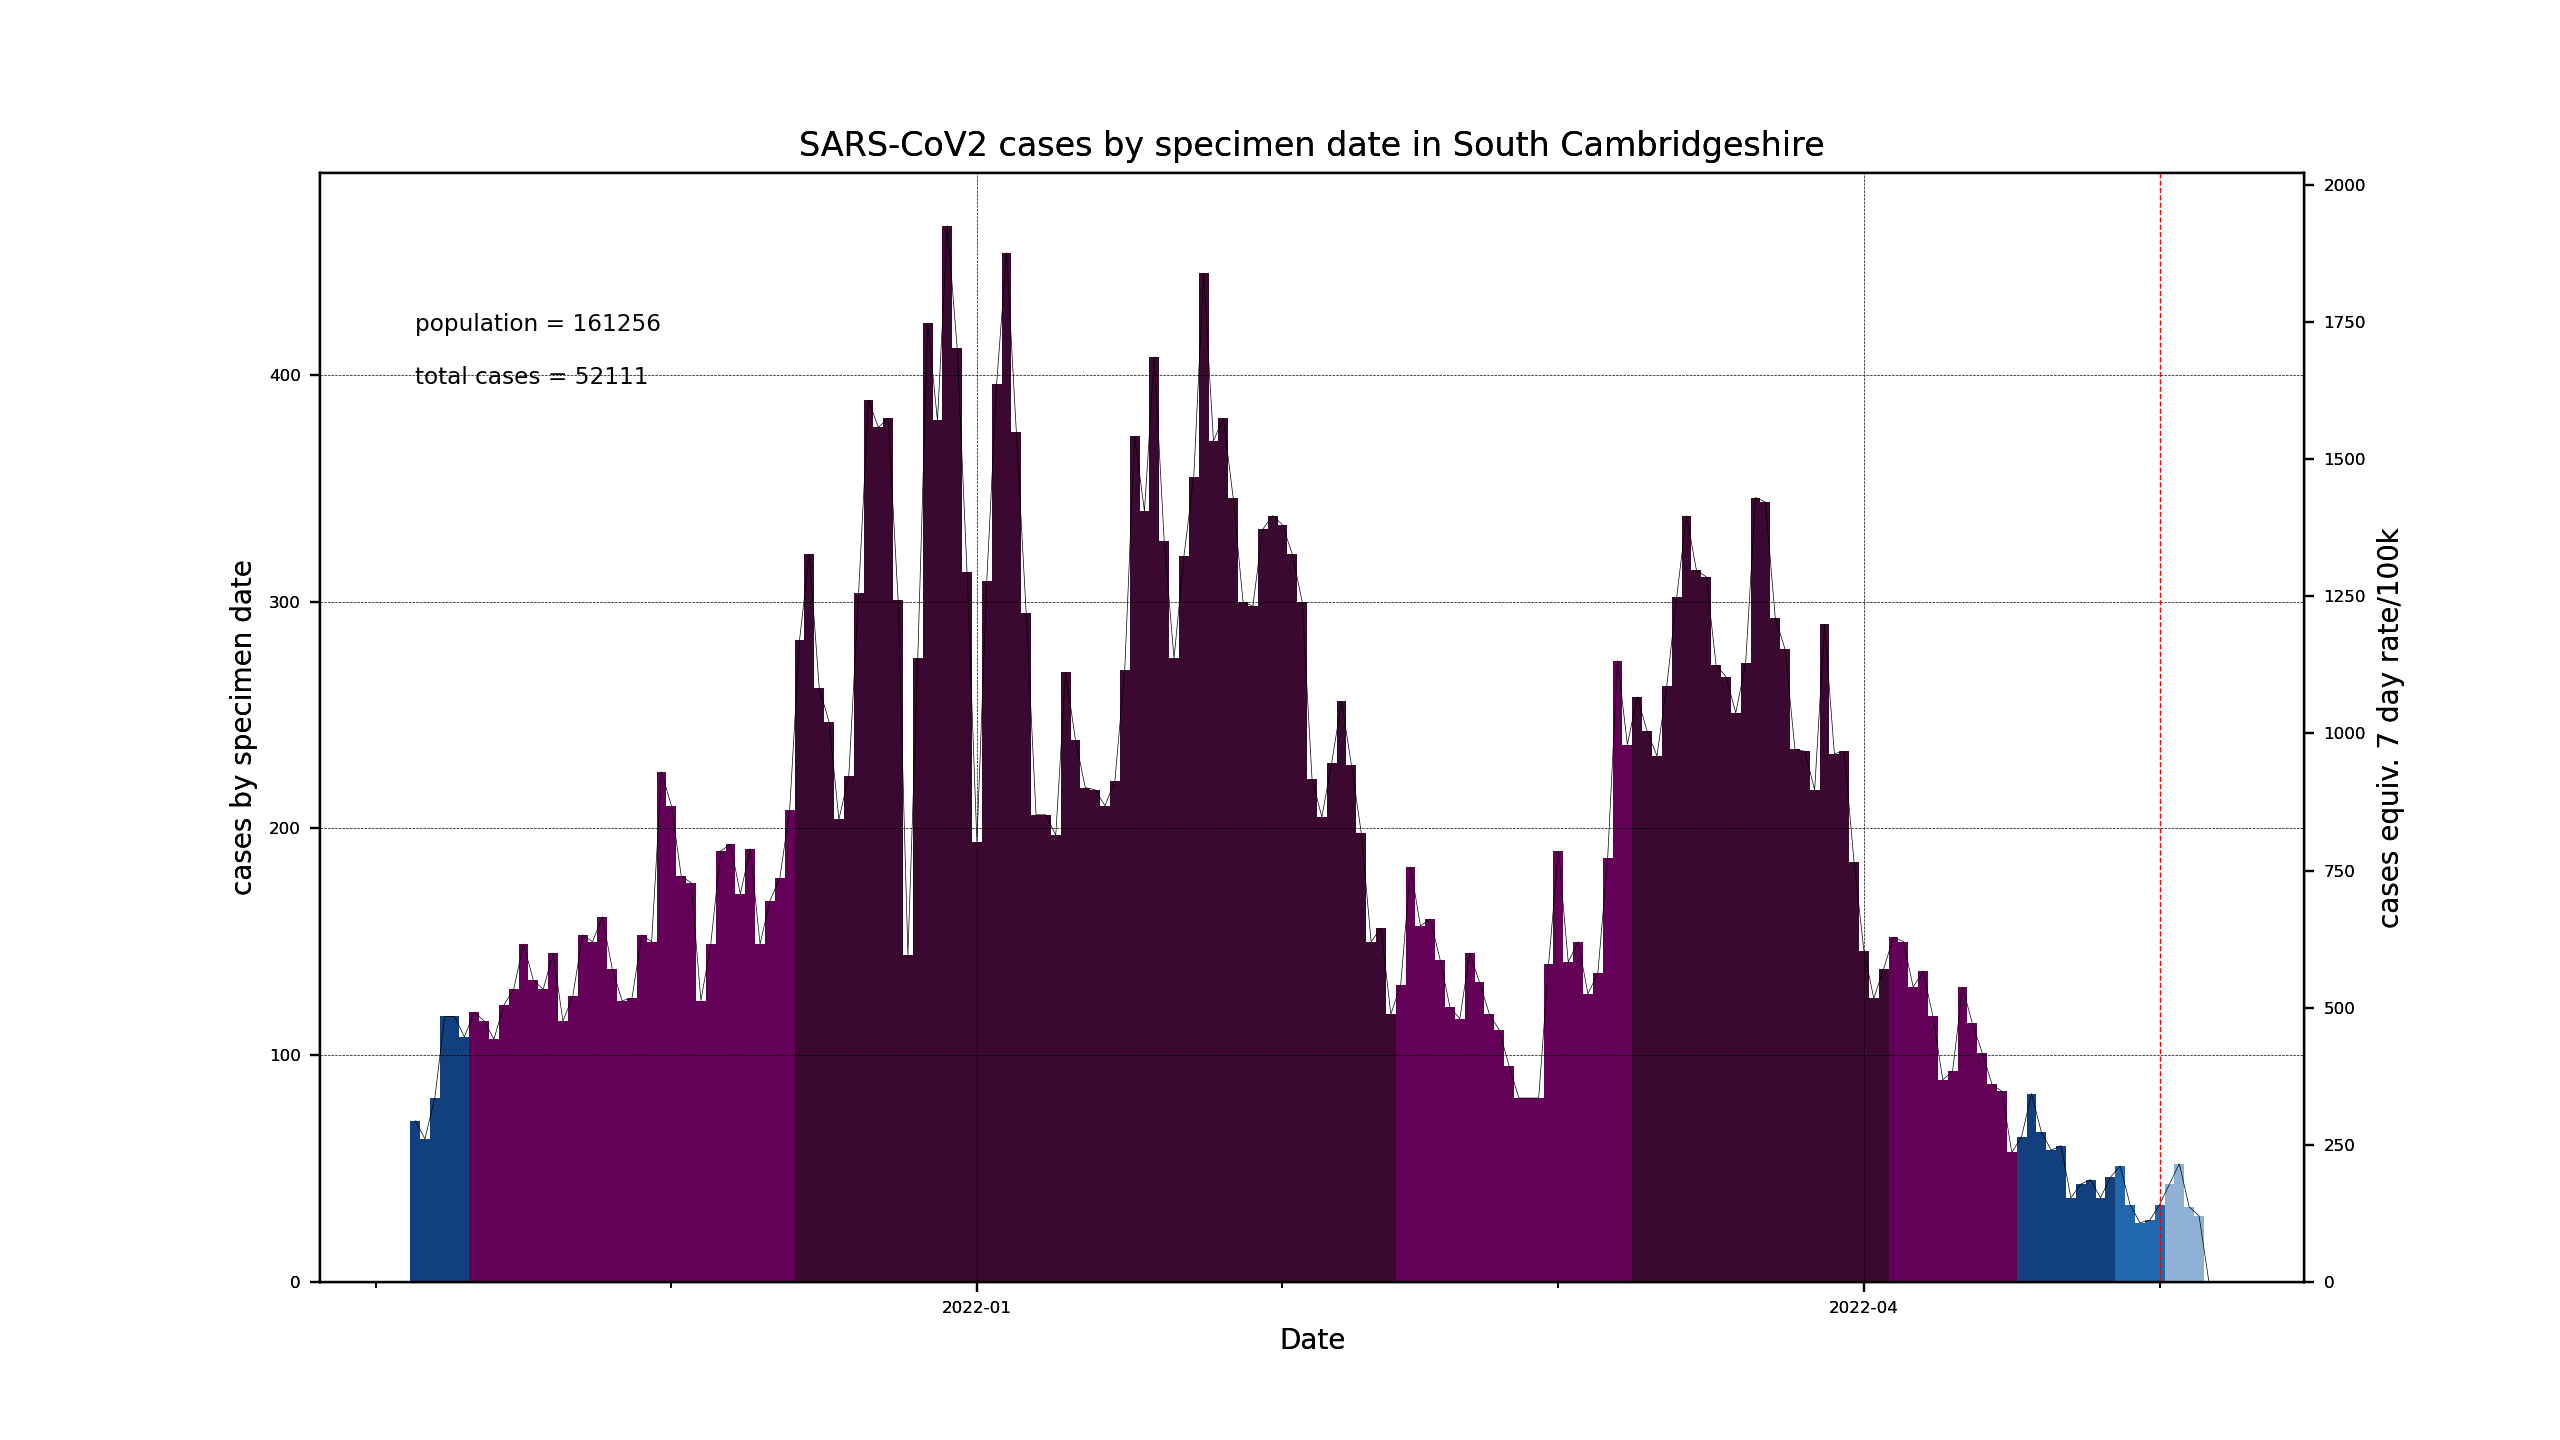 SARS-CoV2 cases by specimen date in South Cambridgeshire
population = 161256
total cases = 52111
cases by specimen date
400
300
200
100
0
2000
1750
1500
1250
1000
750
500
250
0
cases equiv. 7 day rate/100k
2022-01
2022-04
Date